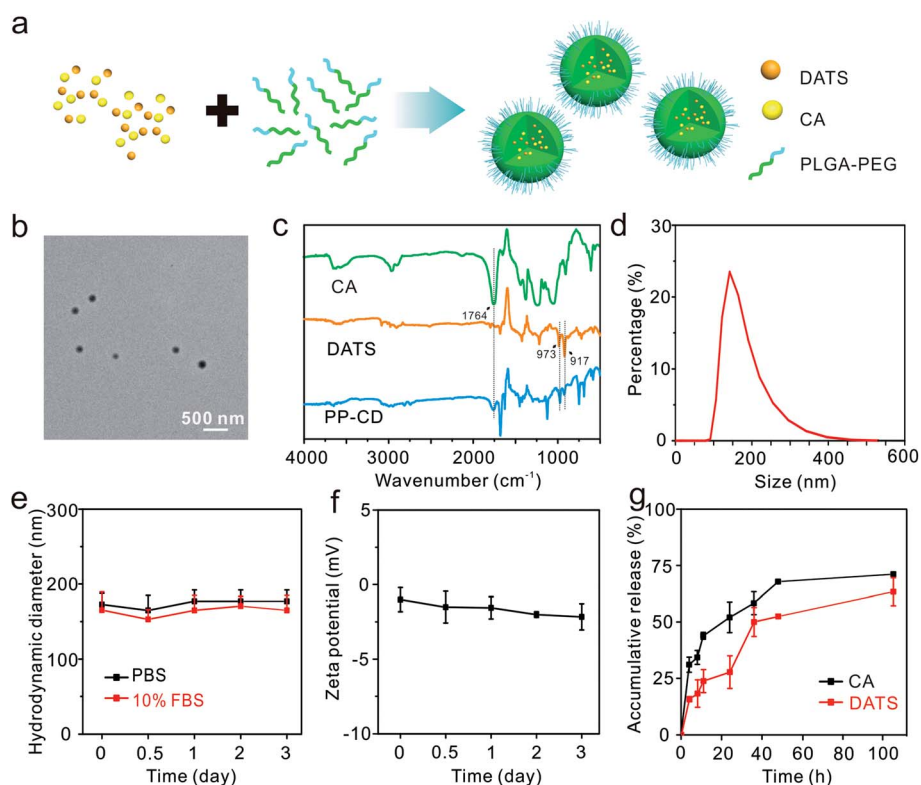 a
DATS
CA
PLGA-PEG
b
500 nm
c
CA
1764
DATS
973
917
PP-CD
4000 3000 2000 1000
Wavenumber (cm⁻¹)
d
Percentage (%)
30
20
10
0
0 200 400 600
Size (nm)
e
Hydrodynamic diameter (nm)
300
200
100
0
PBS
10% FBS
0 0.5 1 2 3
Time (day)
f
Zeta potential (mV)
5
0
-5
-10
0 0.5 1 2 3
Time (day)
g
Accumulative release (%)
100
75
50
25
0
CA
DATS
0 20 40 60 80 100
Time (h)